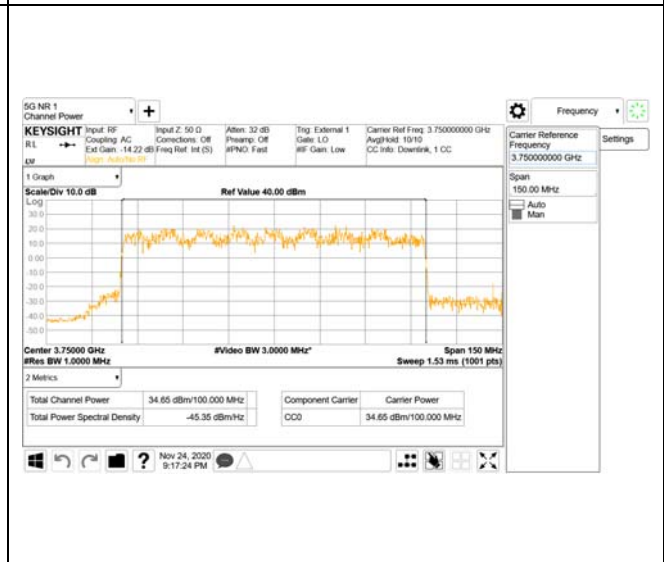 5G NR 1
Channel Power
+
Frequency
KEYSIGHT Input: RF Input Z: 50 Ω Atten: 32 dB Trig: External 1 Carrier Ref Freq: 3.750000000 GHz
RL Coupling: AC Corrections: Off Preamp: Off Gate: LO Avg|Hold: 10/10
Ext Gain: -14.22 dB Freq Ref: Int (S) #PNO: Fast #IF Gain: Low CC Info: Downlink, 1 CC
Align: Auto/No RF
Carrier Reference
Frequency
3.750000000 GHz
Settings
Span
150.00 MHz
Auto
Man
1 Graph
Scale/Div 10.0 dB Ref Value 40.00 dBm
Log
30.0
20.0
10.0
0.00
-10.0
-20.0
-30.0
-40.0
-50.0
Center 3.75000 GHz #Video BW 3.0000 MHz* Span 150 MHz
#Res BW 1.0000 MHz Sweep 1.53 ms (1001 pts)
2 Metrics
Total Channel Power 34.65 dBm/100.000 MHz Component Carrier Carrier Power
Total Power Spectral Density -45.35 dBm/Hz CC0 34.65 dBm/100.000 MHz
? Nov 24, 2020
9:17:24 PM